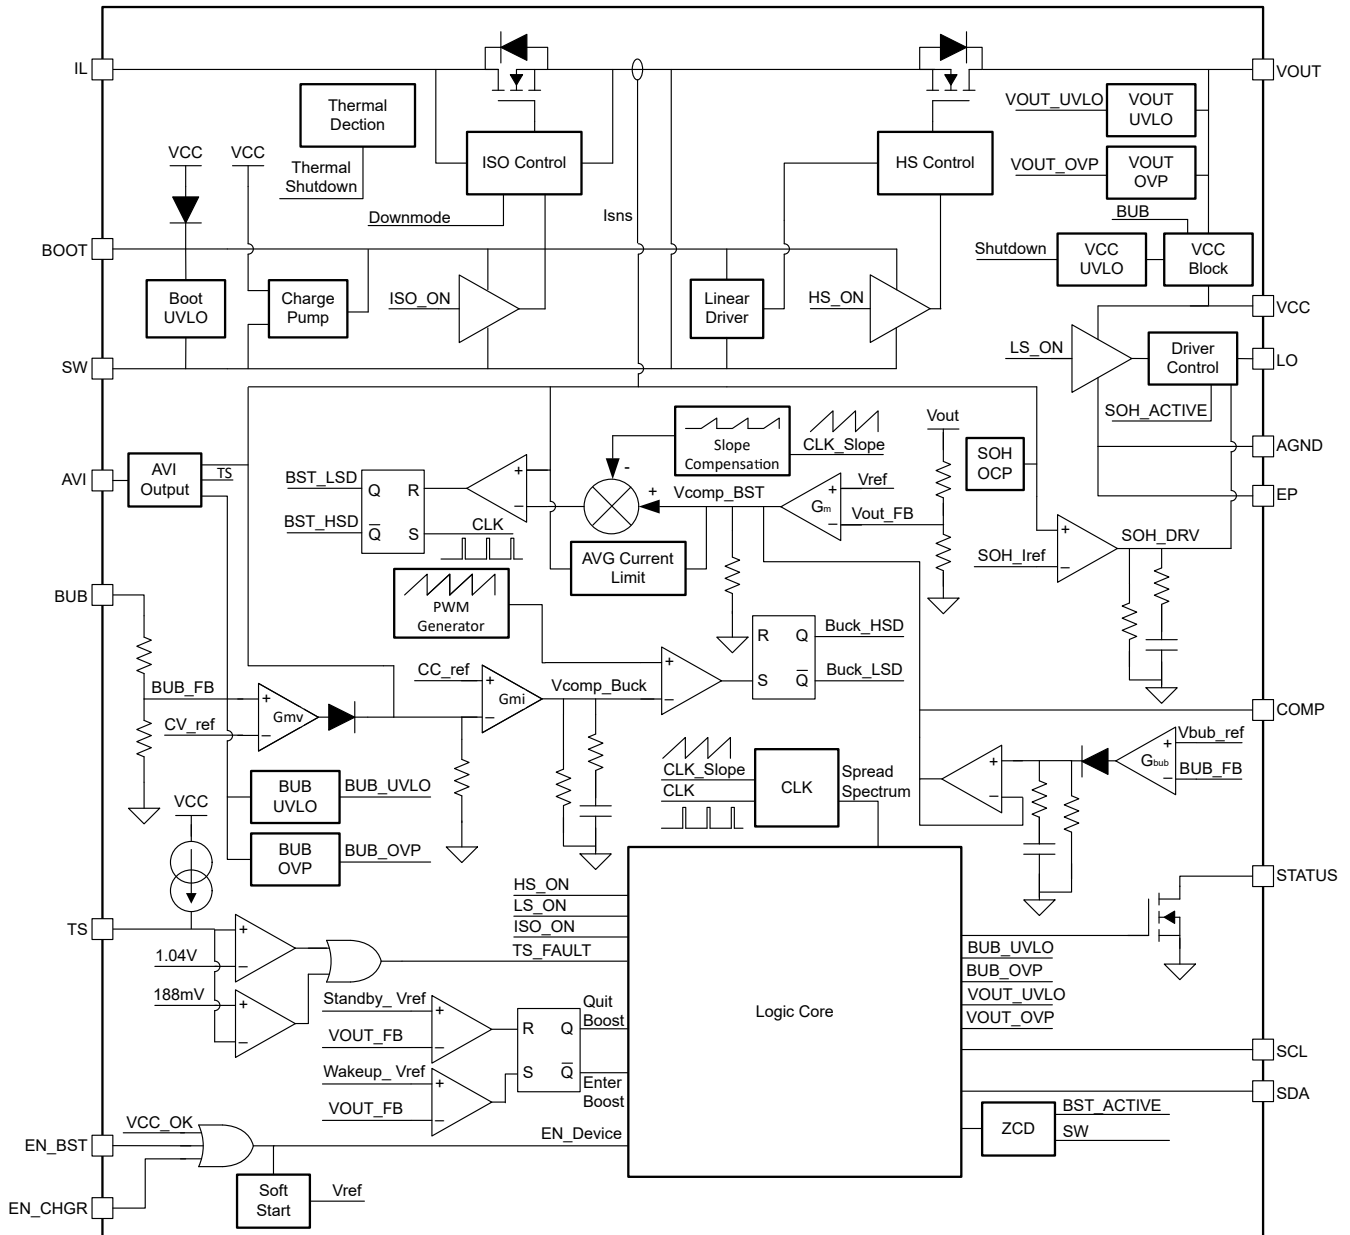 IL
VOUT
Thermal
Dection
Thermal
Shutdown
VCC
VCC
ISO Control
Downmode
Isns
HS Control
VOUT_UVLO
VOUT
UVLO
VOUT_OVP
VOUT
OVP
BUB
Shutdown
VCC
UVLO
VCC
Block
BOOT
Boot
UVLO
Charge
Pump
ISO_ON
Linear
Driver
HS_ON
VCC
SW
LS_ON
Driver
Control
LO
SOH_ACTIVE
AGND
EP
AVI
AVI
Output
TS
BST_LSD
BST_HSD
Q
R
Q
S
CLK
+
−
-
+
Slope
Compensation
CLK_Slope
Vcomp_BST
AVG Current
Limit
Gm
+
−
Vref
Vout_FB
Vout
SOH
OCP
SOH_Iref
+
−
SOH_DRV
BUB
PWM
Generator
BUB_FB
CV_ref
+
−
Gmv
CC_ref
+
−
Gmi
Vcomp_Buck
+
−
R
Q
S
Q
Buck_HSD
Buck_LSD
COMP
Vbub_ref
BUB_FB
+
−
Gbub
+
−
VCC
BUB
UVLO
BUB_UVLO
BUB
OVP
BUB_OVP
CLK_Slope
CLK
CLK
Spread
Spectrum
STATUS
TS
1.04V
188mV
+
−
+
−
HS_ON
LS_ON
ISO_ON
TS_FAULT
Logic Core
BUB_UVLO
BUB_OVP
VOUT_UVLO
VOUT_OVP
Standby_ Vref
VOUT_FB
Wakeup_ Vref
VOUT_FB
+
−
+
−
R
Q
S
Q
Quit
Boost
Enter
Boost
SCL
SDA
ZCD
BST_ACTIVE
SW
VCC_OK
EN_BST
EN_CHGR
EN_Device
Soft
Start
Vref